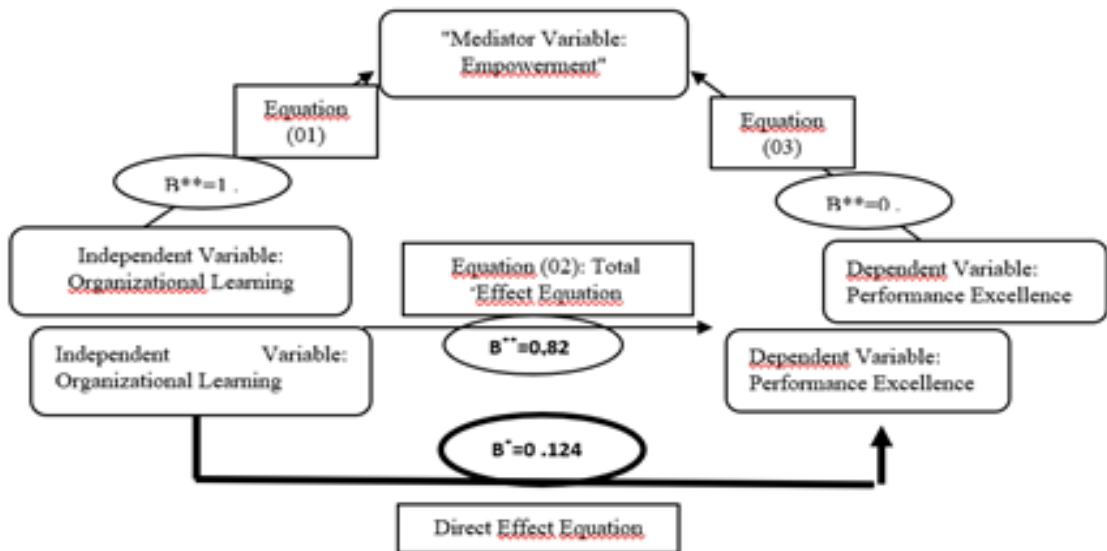 "Mediator Variable:
Empowerment"
Equation
(01)
Equation
(03)
B**=1 .
B**=0 .
Independent Variable:
Organizational Learning
Equation (02): Total
"Effect Equation
Dependent Variable:
Performance Excellence
B**=0,82
Independent Variable:
Organizational Learning
Dependent Variable:
Performance Excellence
B*=0 .124
Direct Effect Equation